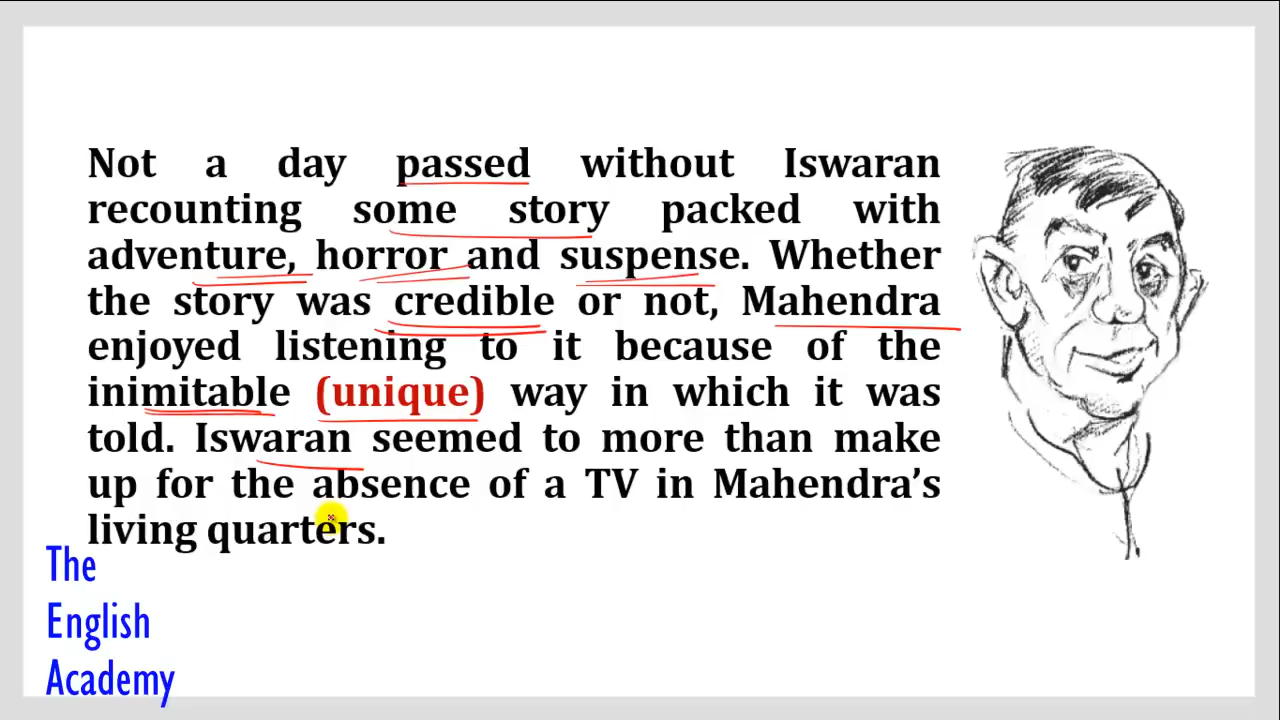 Not a day passed without Iswaran
recounting some story packed with
adventure, horror and suspense. Whether
the story was credible or not, Mahendra
enjoyed listening to it because of the
inimitable (unique) way in which it was
told. Iswaran seemed to more than make
up for the absence of a TV in Mahendra’s
living quarters.
The
English
Academy